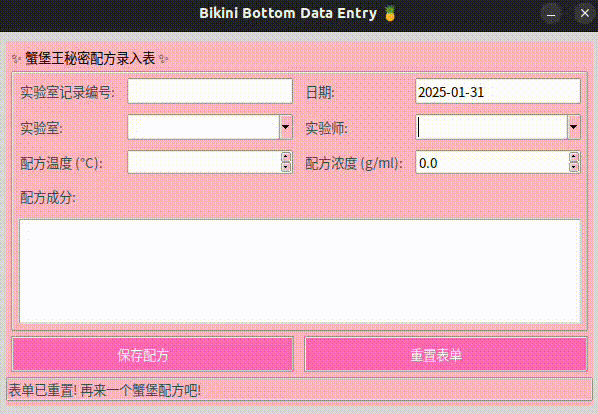 Bikini Bottom Data Entry 🍍
✨ 蟹堡王秘密配方录入表 ✨
实验室记录编号: 日期: 2025-01-31
实验室: 实验师:
配方温度 (°C): 配方浓度 (g/ml): 0.0
配方成分:
保存配方 重置表单
表单已重置! 再来一个蟹堡配方吧!